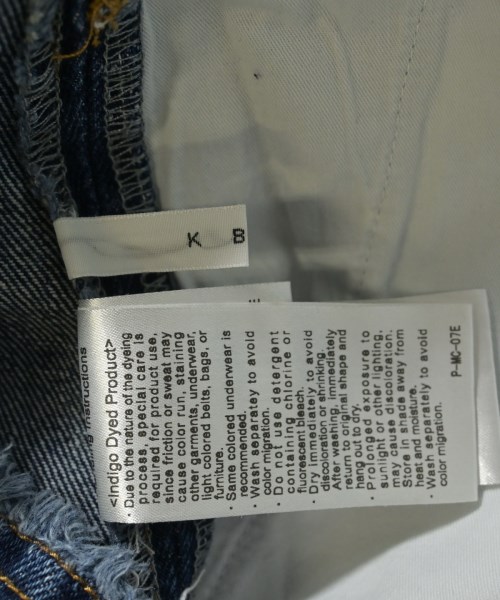 K
8
Instructions
<Indigo Dyed Product>
· Due to the nature of the dyeing
process, special care is
required for product use,
since friction or sweat may
cause color run, staining
other garments, underwear,
light colored belts, bags, or
furniture.
· Same colored underwear is
recommended.
· Wash separately to avoid
color migration.
· Do not use detergent
containing chlorine or
fluorescent bleach.
· Dry immediately to avoid
discoloration or shrinking.
After washing, immediately
return to original shape and
hang out to dry.
· Prolonged exposure to
sunlight or other lighting,
may cause discoloration.
Store in shade away from
heat and moisture.
· Wash separately to avoid
color migration.
P-MC-07E